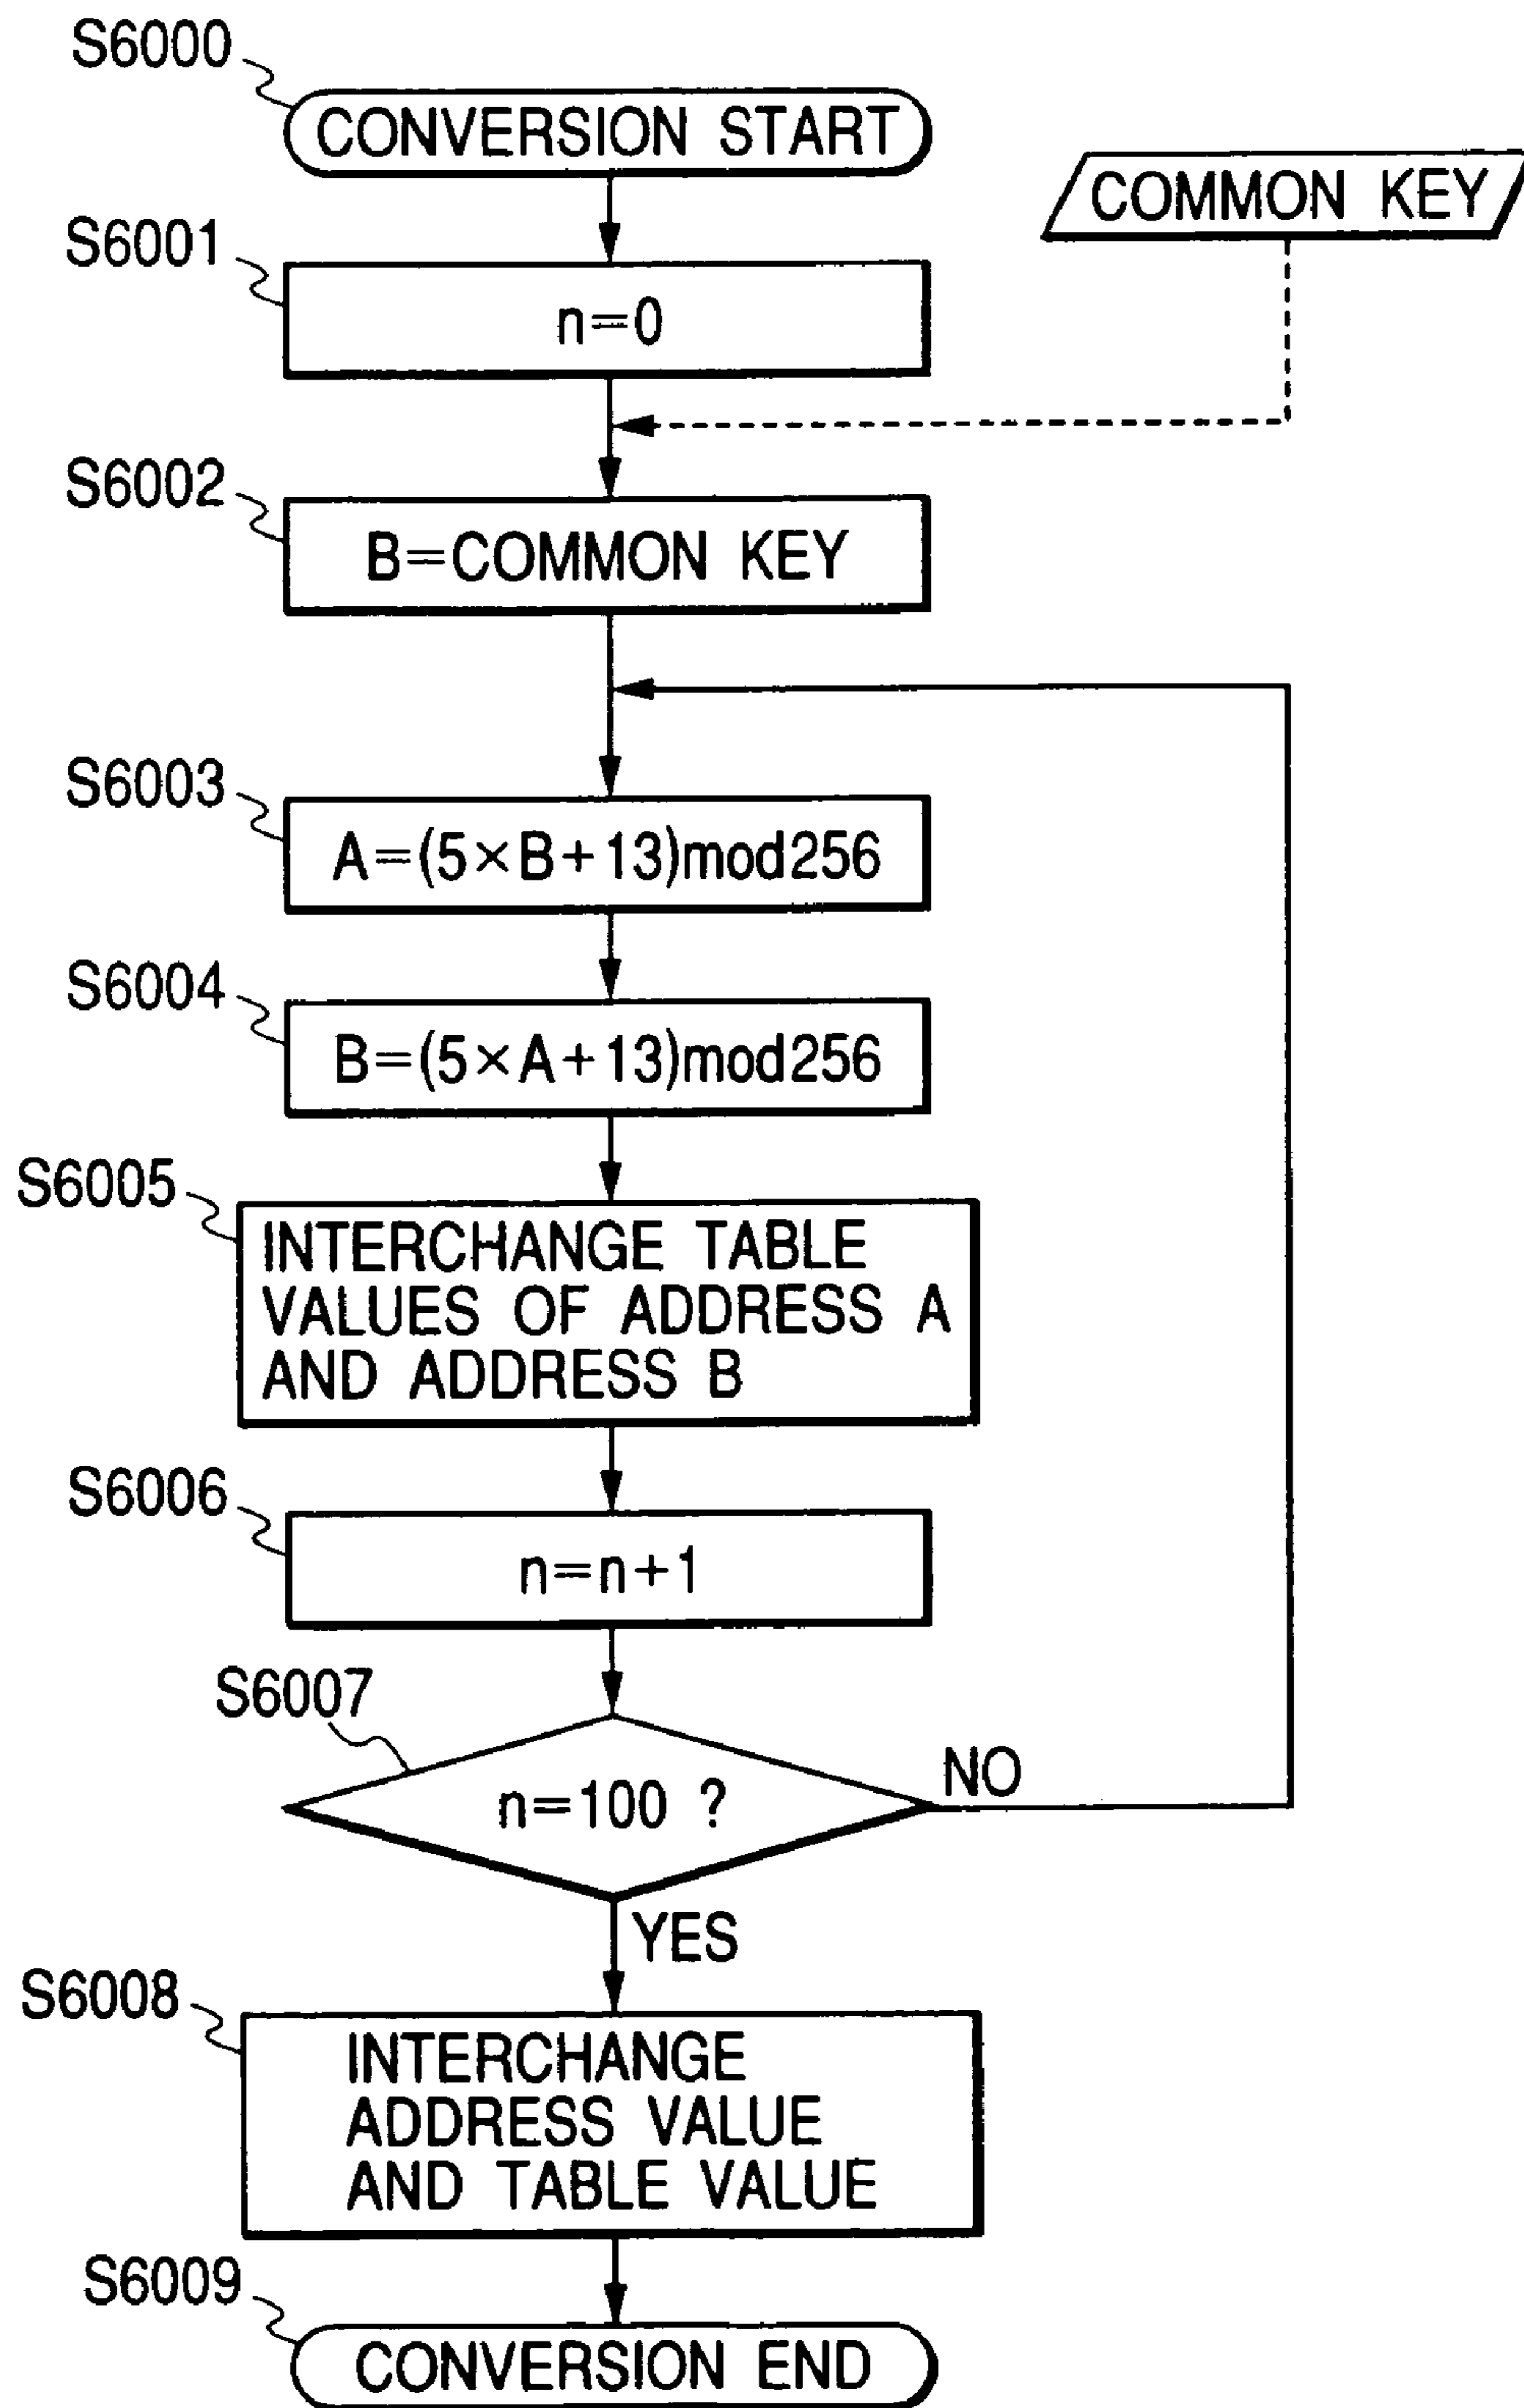 S6000
CONVERSION START
COMMON KEY
S6001
n=0
S6002
B=COMMON KEY
S6003
A=(5×B+13)mod256
S6004
B=(5×A+13)mod256
S6005
INTERCHANGE TABLE
VALUES OF ADDRESS A
AND ADDRESS B
S6006
n=n+1
S6007
n=100 ?
NO
YES
S6008
INTERCHANGE
ADDRESS VALUE
AND TABLE VALUE
S6009
CONVERSION END